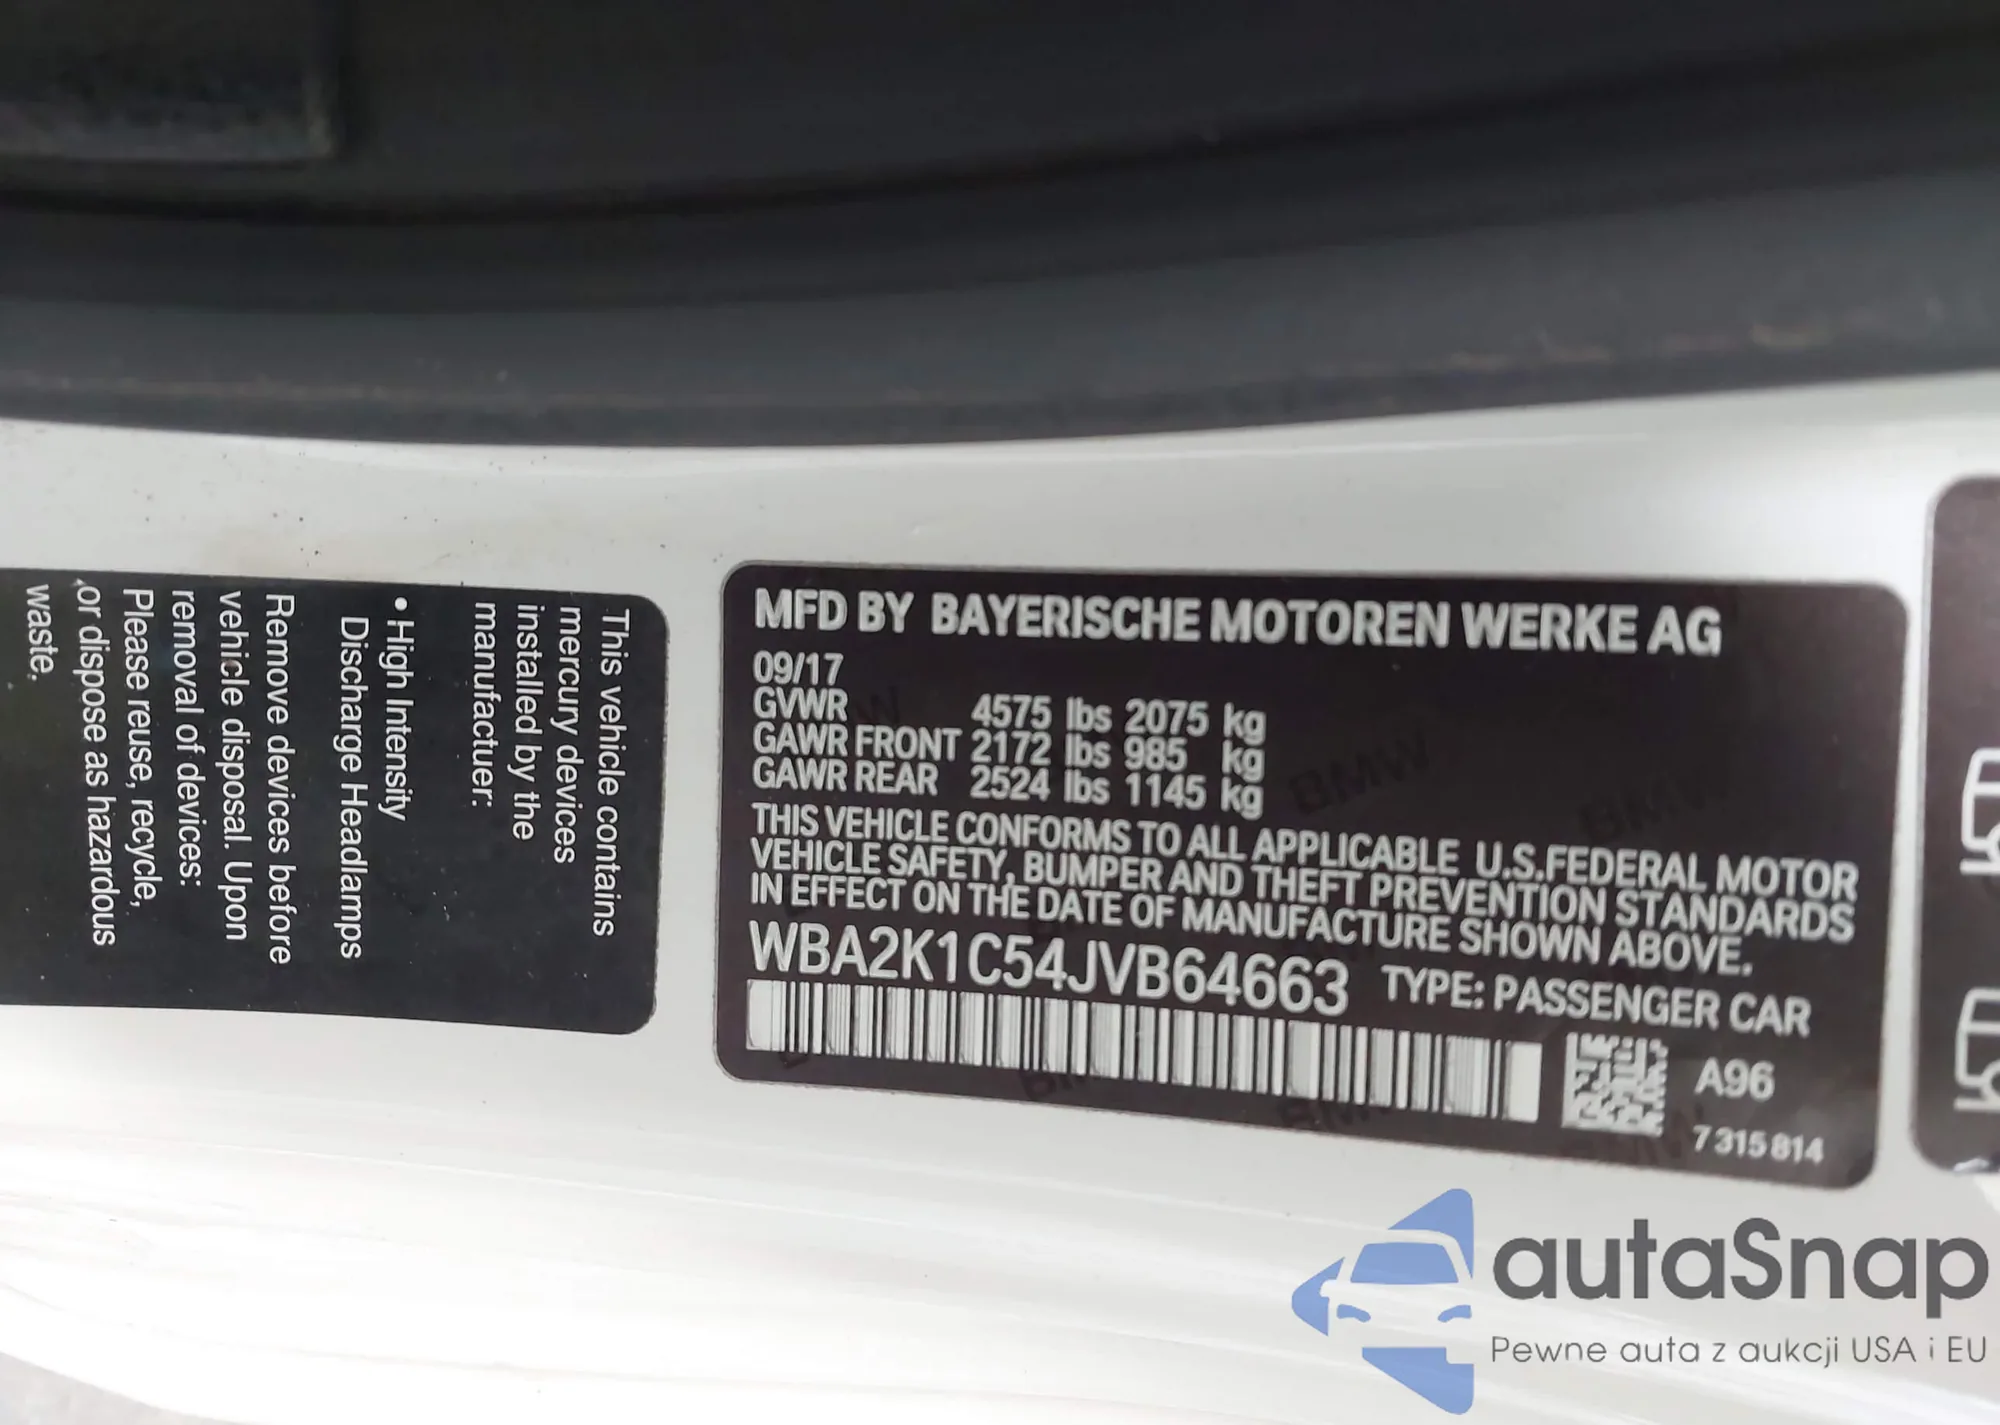 This vehicle contains
mercury devices
installed by the
manufactuer:
• High Intensity
Discharge Headlamps
Remove devices before
vehicle disposal. Upon
removal of devices:
Please reuse, recycle,
or dispose as hazardous
waste.
MFD BY BAYERISCHE MOTOREN WERKE AG
09/17
GVWR 4575 lbs 2075 kg
GAWR FRONT 2172 lbs 985 kg
GAWR REAR 2524 lbs 1145 kg
THIS VEHICLE CONFORMS TO ALL APPLICABLE U.S.FEDERAL MOTOR
VEHICLE SAFETY, BUMPER AND THEFT PREVENTION STANDARDS
IN EFFECT ON THE DATE OF MANUFACTURE SHOWN ABOVE.
WBA2K1C54JVB64663 TYPE: PASSENGER CAR
A96
7315814
autaSnap
Pewne auta z aukcji USA i EU